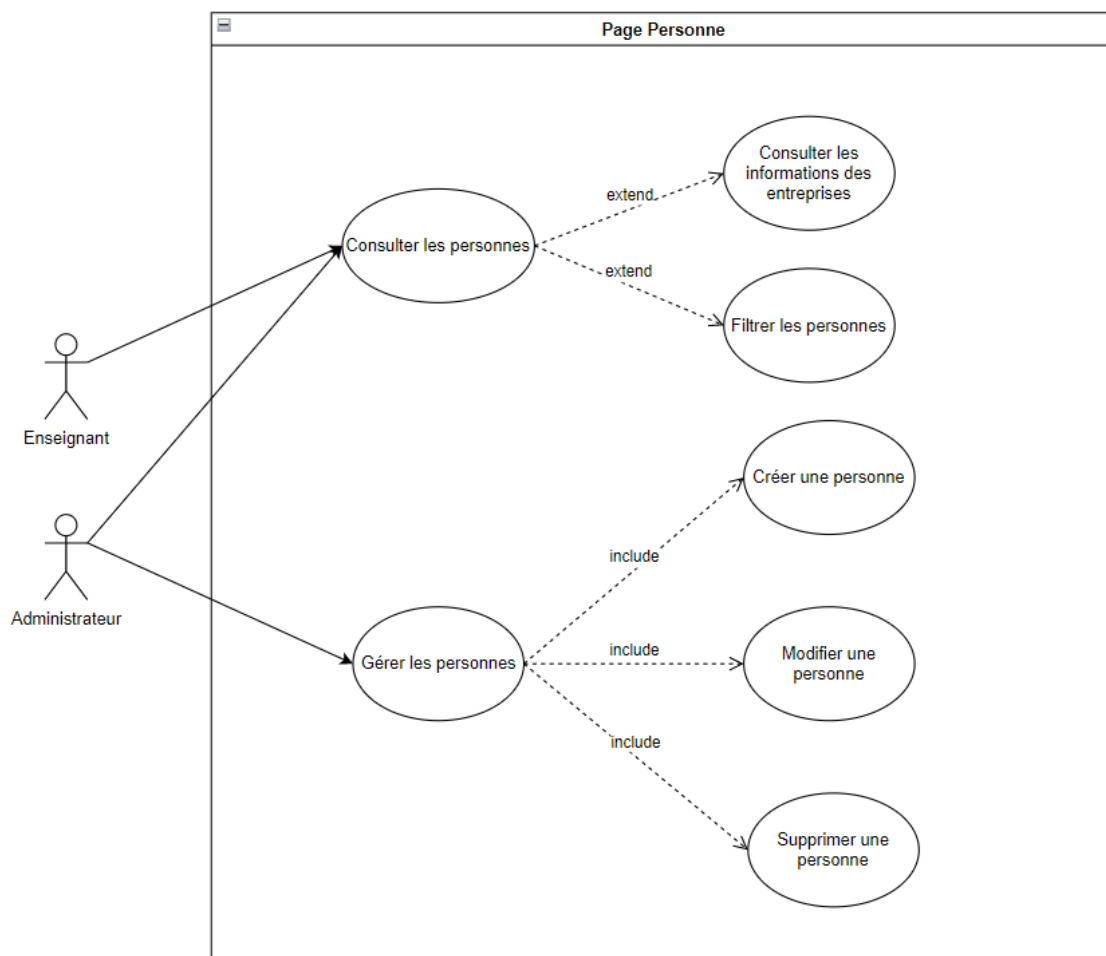 Page Personne
Consulter les
informations des
entreprises
extend
Consulter les personnes
extend
Filtrer les personnes
Enseignant
Créer une personne
Administrateur
include
Gérer les personnes
include
Modifier une
personne
include
Supprimer une
personne